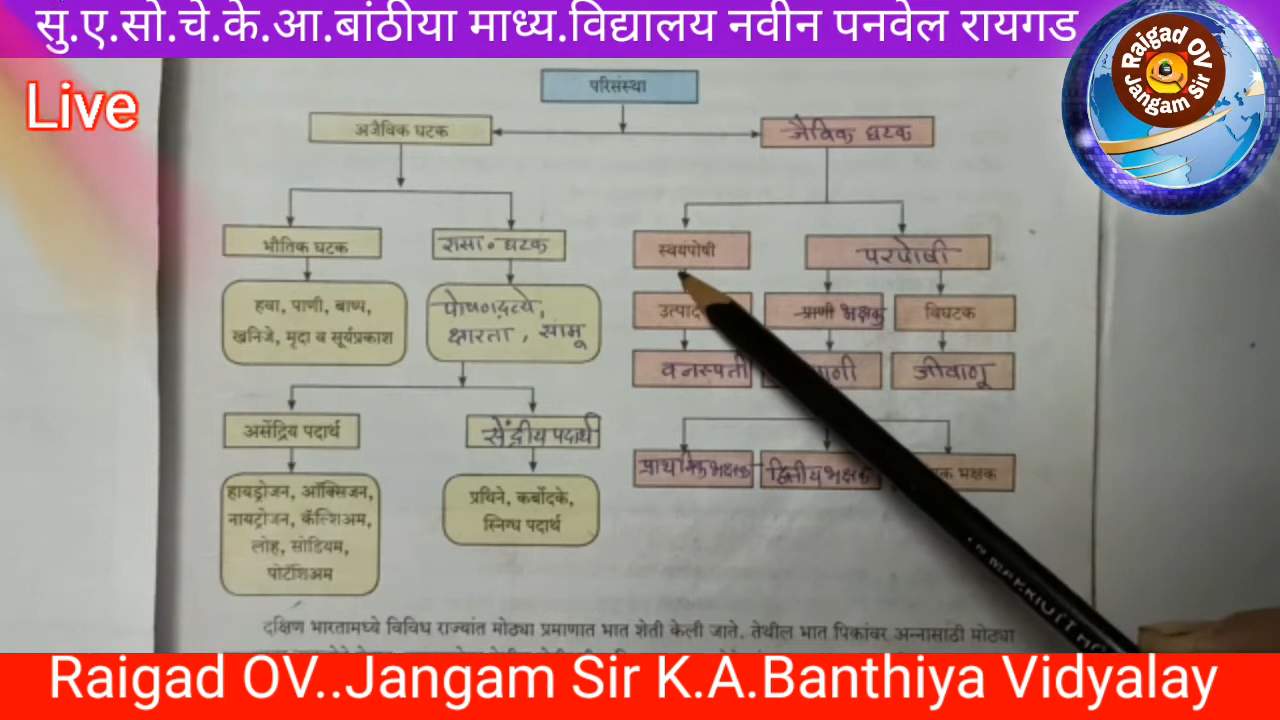 सु.ए.सो.चे.के.आ.बांठीया माध्य.विद्यालय नवीन पनवेल रायगड
Raigad OV
Jangam Sir
Live
परिसंस्था
अजैविक घटक
जैविक घटक
भौतिक घटक
रासा. घटक
स्वयंपोषी
परपोषी
हवा, पाणी, बाष्प,
खनिजे, मृदा व सूर्यप्रकाश
पोषणद्रव्ये,
क्षारता, सामू
प्राणी भक्षक
विघटक
वनस्पती
जीवाणू
असेंद्रिय पदार्थ
सेंद्रीय पदार्थ
प्राथमिक भक्षक
द्वितीय भक्षक
भक्षक
हायड्रोजन, ऑक्सिजन,
नायट्रोजन, कॅल्शिअम,
लोह, सोडियम,
पोटॅशिअम
प्रथिने, कर्बोदके,
स्निग्ध पदार्थ
दक्षिण भारतामध्ये विविध राज्यांत मोठ्या प्रमाणात भात शेती केली जाते. तेथील भात पिकांवर अन्नासाठी मोठ्या
Raigad OV..Jangam Sir K.A.Banthiya Vidyalay